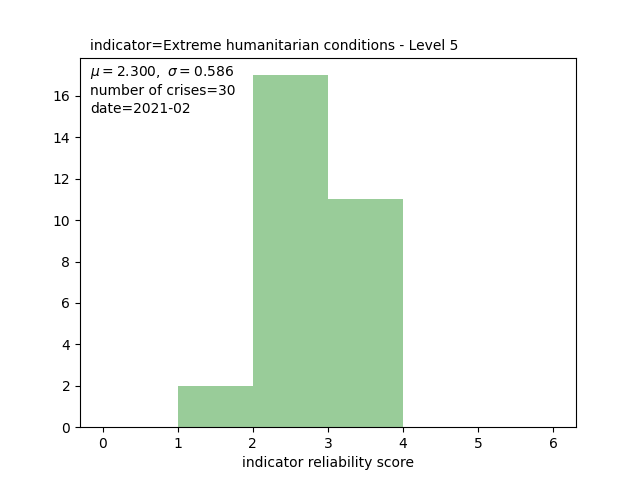 indicator=Extreme humanitarian conditions - Level 5
μ = 2.300, σ = 0.586
number of crises=30
date=2021-02
16
14
12
10
8
6
4
2
0
0 1 2 3 4 5 6
indicator reliability score